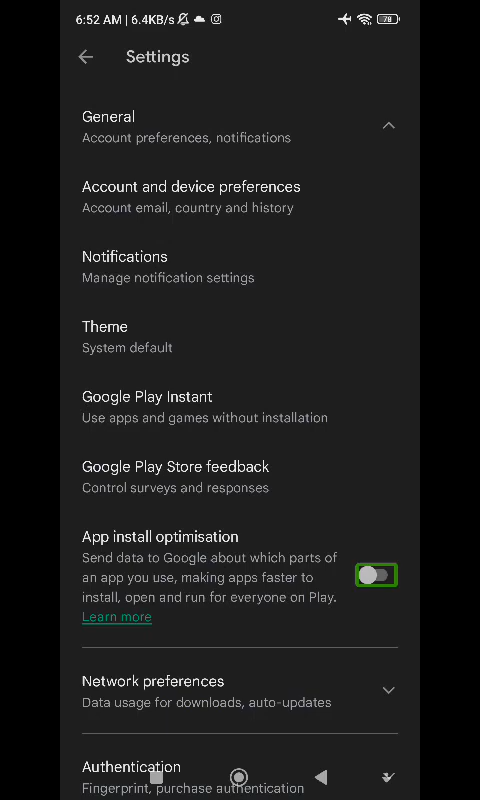 6:52 AM | 6.4KB/s
78
Settings
General
Account preferences, notifications
Account and device preferences
Account email, country and history
Notifications
Manage notification settings
Theme
System default
Google Play Instant
Use apps and games without installation
Google Play Store feedback
Control surveys and responses
App install optimisation
Send data to Google about which parts of
an app you use, making apps faster to
install, open and run for everyone on Play.
Learn more
Network preferences
Data usage for downloads, auto-updates
Authentication
Fingerprint, purchase authentication